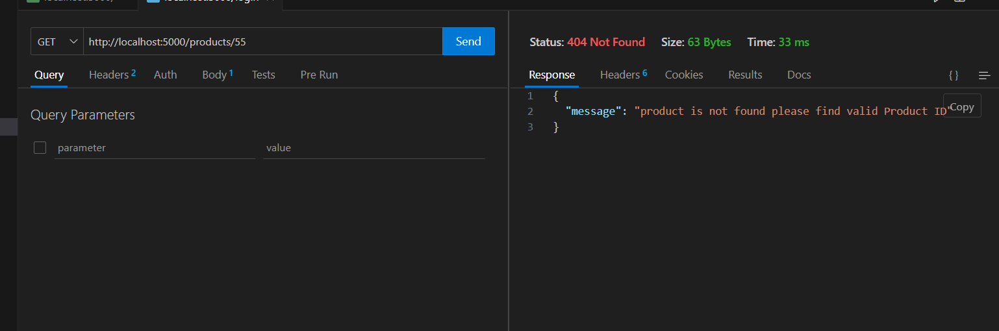 GET http://localhost:5000/products/55 Send
Query Headers 2 Auth Body 1 Tests Pre Run
Query Parameters
parameter value
Status: 404 Not Found Size: 63 Bytes Time: 33 ms
Response Headers 6 Cookies Results Docs {}
1 {
2 "message": "product is not found please find valid Product ID"
Copy
3 }